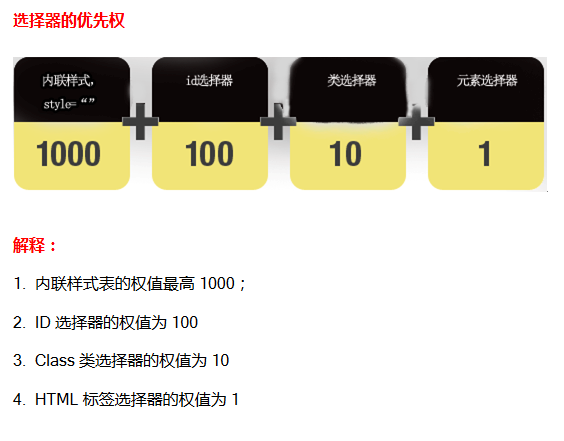 选择器的优先权
内联样式，
style=“”
id选择器
类选择器
元素选择器
1000
+
100
+
10
+
1
解释：
1. 内联样式表的权值最高 1000；
2. ID 选择器的权值为 100
3. Class 类选择器的权值为 10
4. HTML 标签选择器的权值为 1